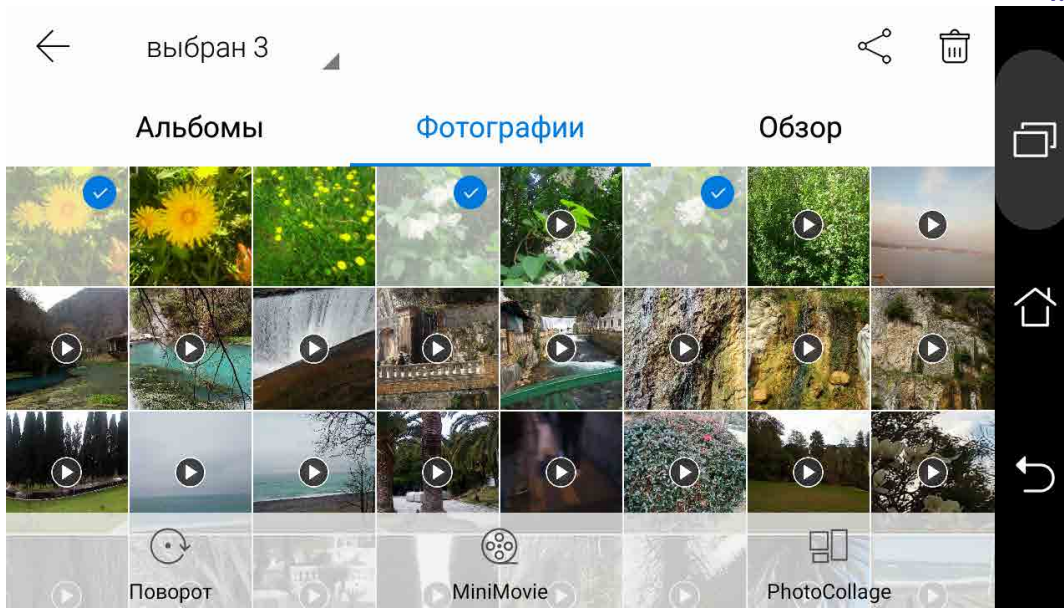 выбран 3
Альбомы
Фотографии
Обзор
Поворот
MiniMovie
PhotoCollage